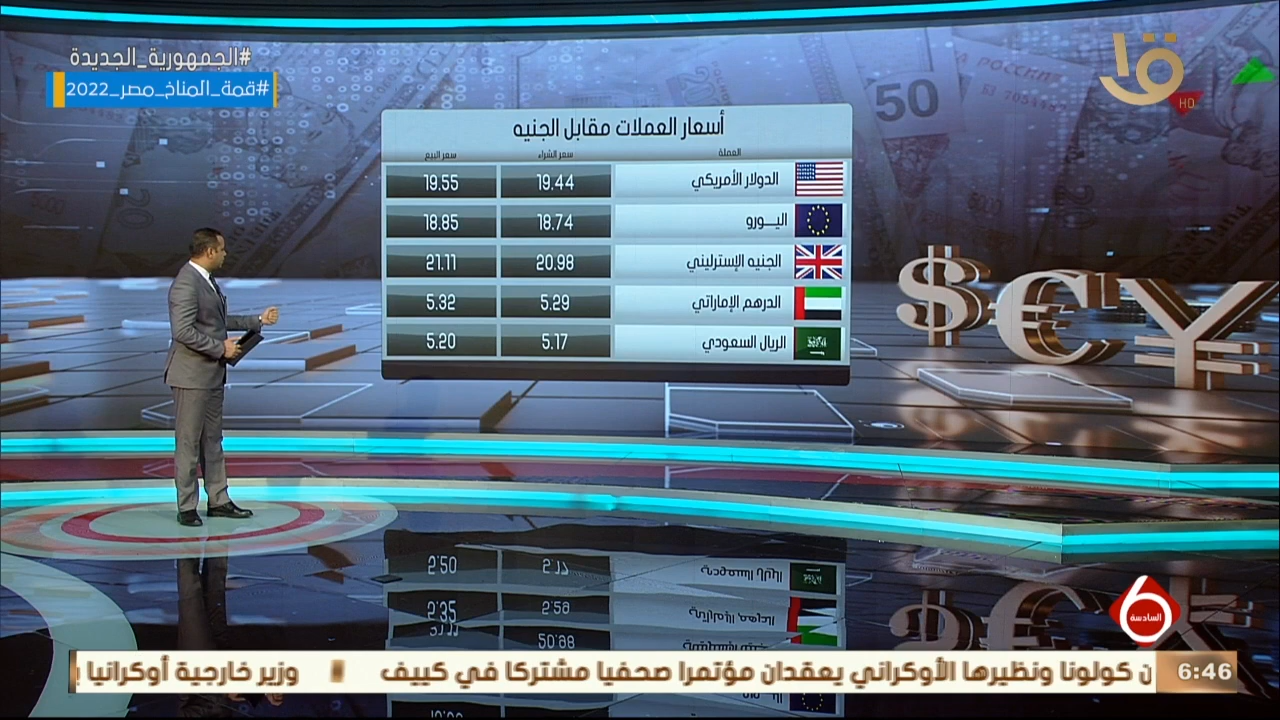 #الجمهورية_الجديدة
#قمة_المناخ_مصر_2022
HD
50
أسعار العملات مقابل الجنيه
العملة سعر الشراء سعر البيع
الدولار الأمريكي 19.44 19.55
اليـــورو 18.74 18.85
الجنيه الإسترليني 20.98 21.11
الدرهم الإماراتي 5.29 5.32
الريال السعودي 5.17 5.20
$ € ¥
6
السادسة
ن كولونا ونظيرها الأوكراني يعقدان مؤتمرا صحفيا مشتركا في كييف
وزير خارجية أوكرانيا
6:46